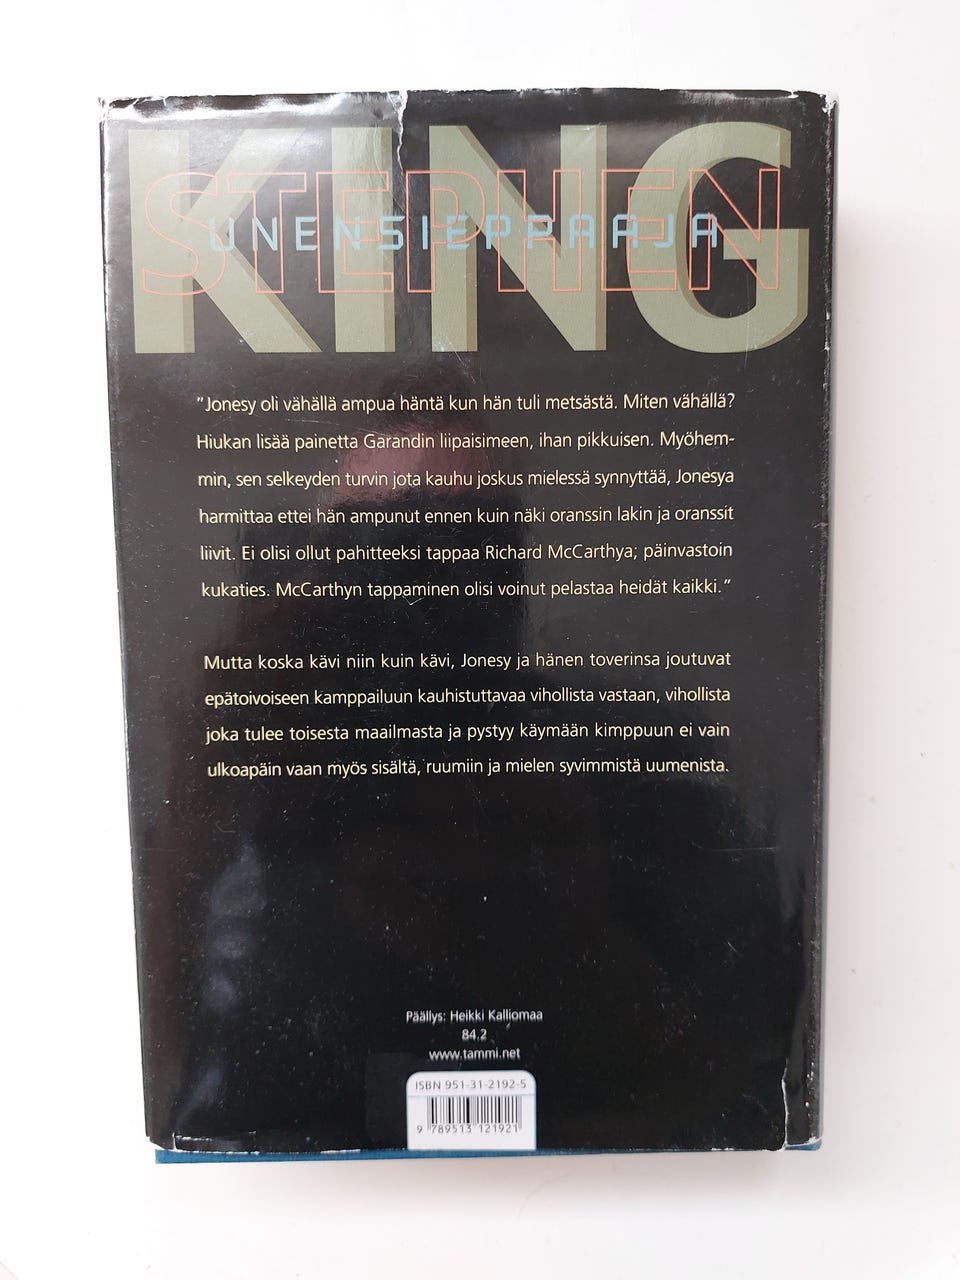 STEPHEN
KING
UNENSIEPPAAJA
"Jonesy oli vähällä ampua häntä kun hän tuli metsästä. Miten vähällä?
Hiukan lisää painetta Garandin liipaisimeen, ihan pikkuisen. Myöhem-
min, sen selkeyden turvin jota kauhu joskus mielessä synnyttää, Jonesya
harmittaa ettei hän ampunut ennen kuin näki oranssin lakin ja oranssit
liivit. Ei olisi ollut pahitteeksi tappaa Richard McCarthya; päinvastoin
kukaties. McCarthyn tappaminen olisi voinut pelastaa heidät kaikki."
Mutta koska kävi niin kuin kävi, Jonesy ja hänen toverinsa joutuvat
epätoivoiseen kamppailuun kauhistuttavaa vihollista vastaan, vihollista
joka tulee toisesta maailmasta ja pystyy käymään kimppuun ei vain
ulkoapäin vaan myös sisältä, ruumiin ja mielen syvimmistä uumenista.
Päällys: Heikki Kalliomaa
84.2
www.tammi.net
ISBN 951-31-2192-5
9 789513 121921